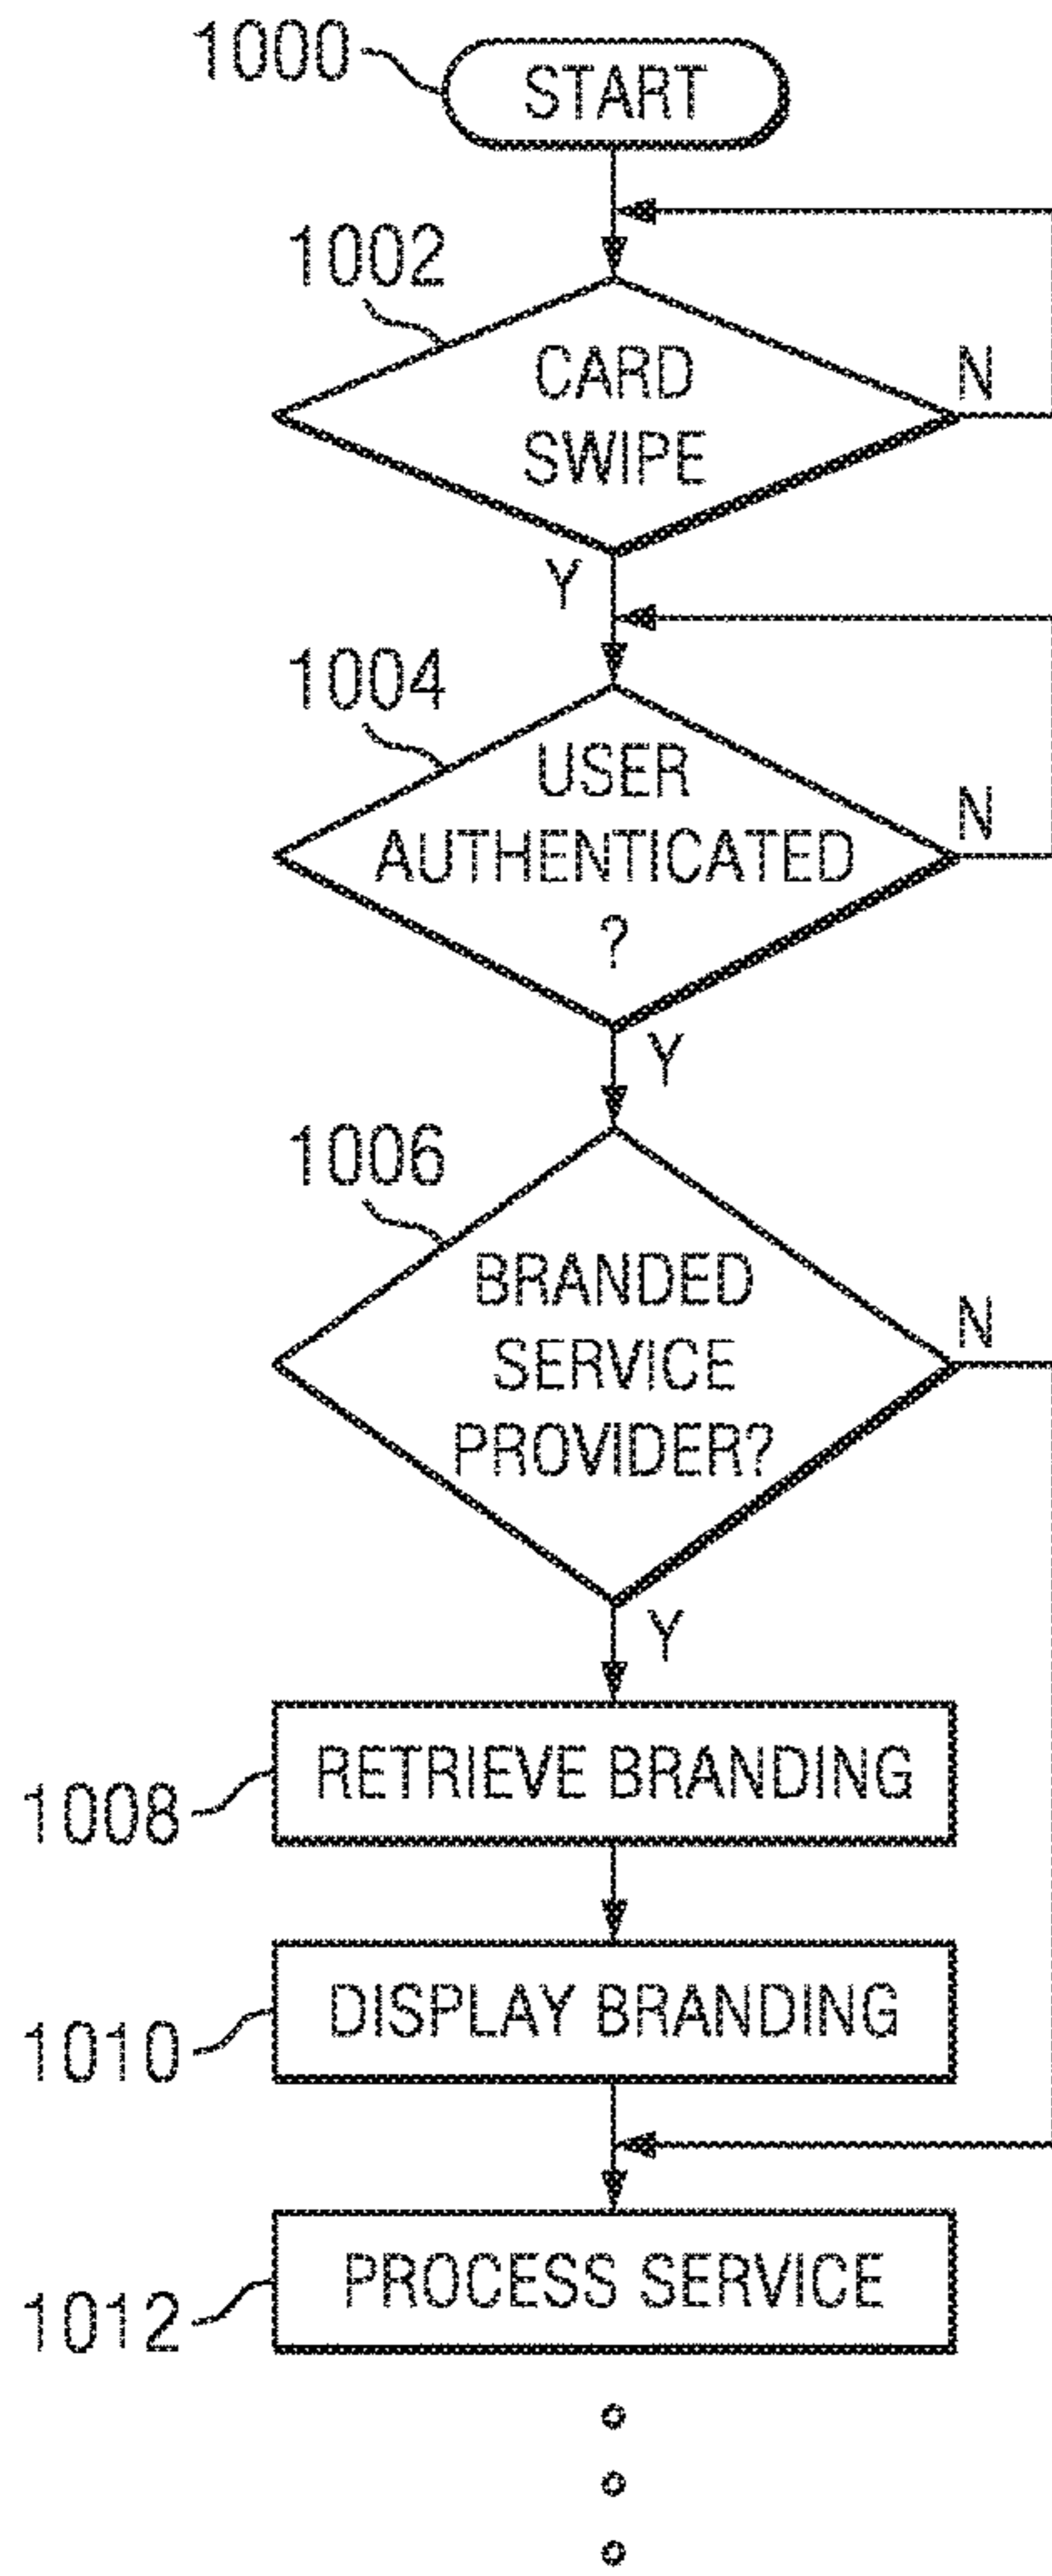 1000
START
1002
CARD
SWIPE
N
Y
1004
USER
AUTHENTICATED
?
N
Y
1006
BRANDED
SERVICE
PROVIDER?
N
Y
RETRIEVE BRANDING
1008
DISPLAY BRANDING
1010
PROCESS SERVICE
1012